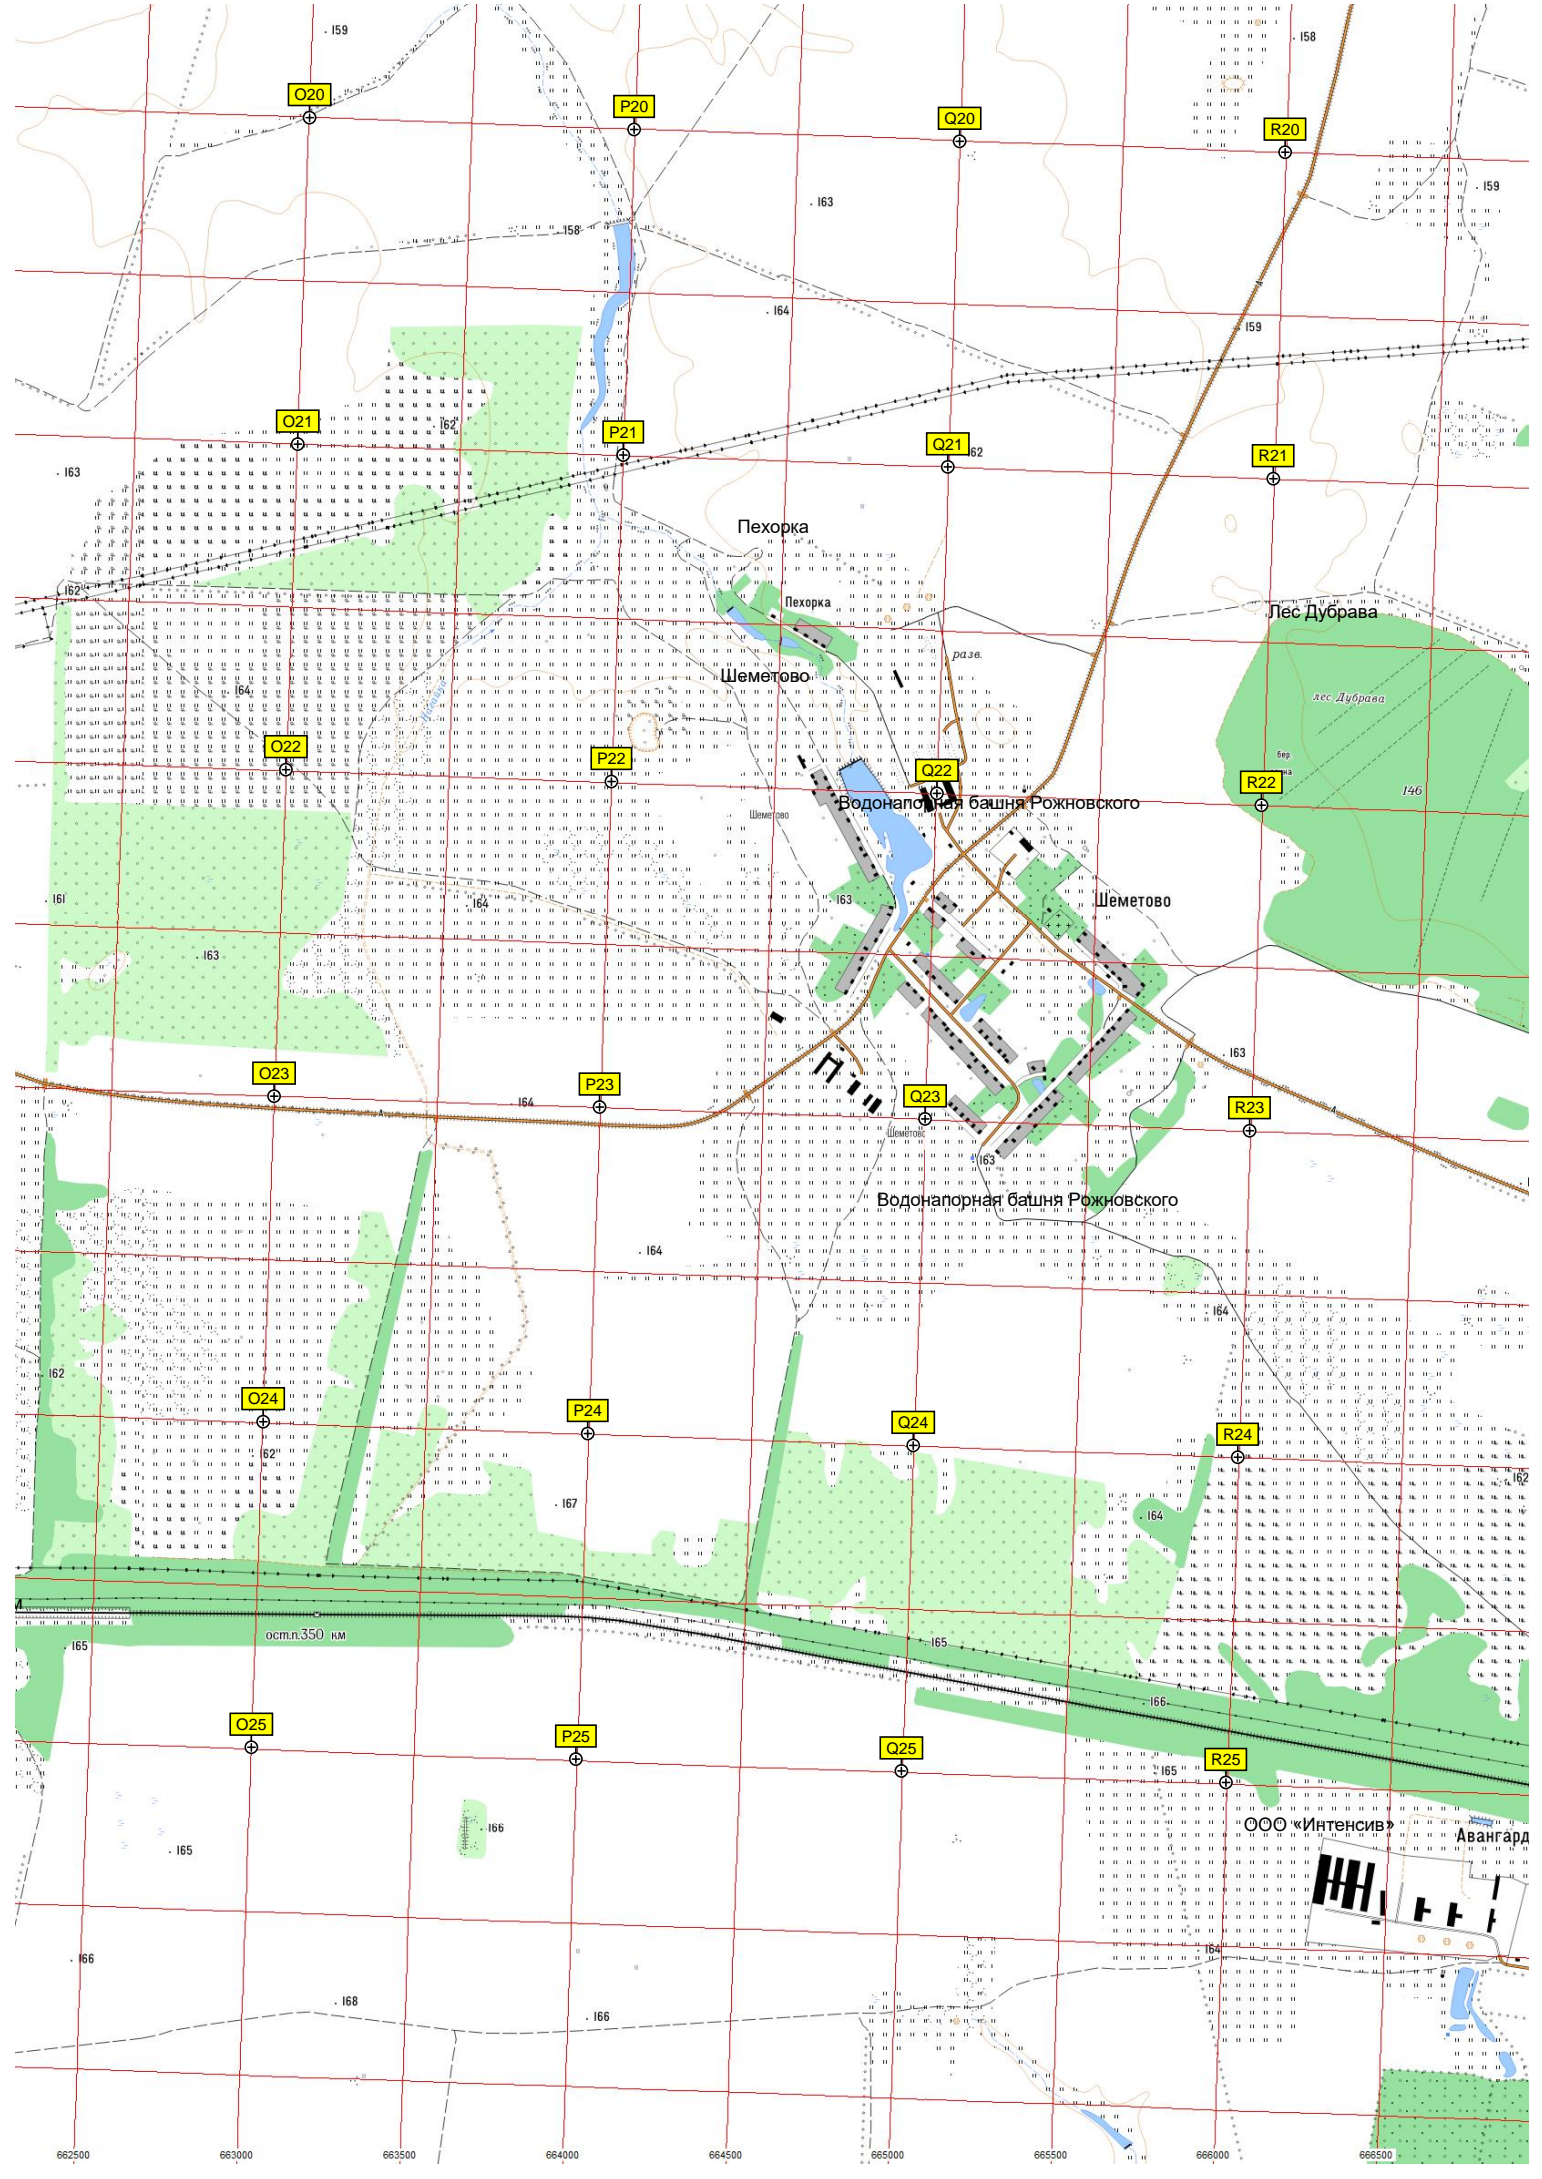 159
158
O20
P20
Q20
R20
159
163
158
164
159
O21
162
P21
Q21
162
R21
163
Пехорка
162
Пехорка
Лес Дубрава
разв.
Шеметово
164
лес Дубрава
O22
P22
Q22
бер.
R22
146
Водонапорная башня Рожновского
Шеметово
161
164
163
Шеметово
163
163
O23
P23
164
Q23
R23
А
А
Шеметово
163
Водонапорная башня Рожновского
164
164
162
O24
P24
Q24
R24
162
162
167
164
М
ост.п.350 км
165
165
166
O25
P25
Q25
R25
165
166
165
ООО «Интенсив»
Авангард
166
164
168
166
662500
663000
663500
664000
664500
665000
665500
666000
666500